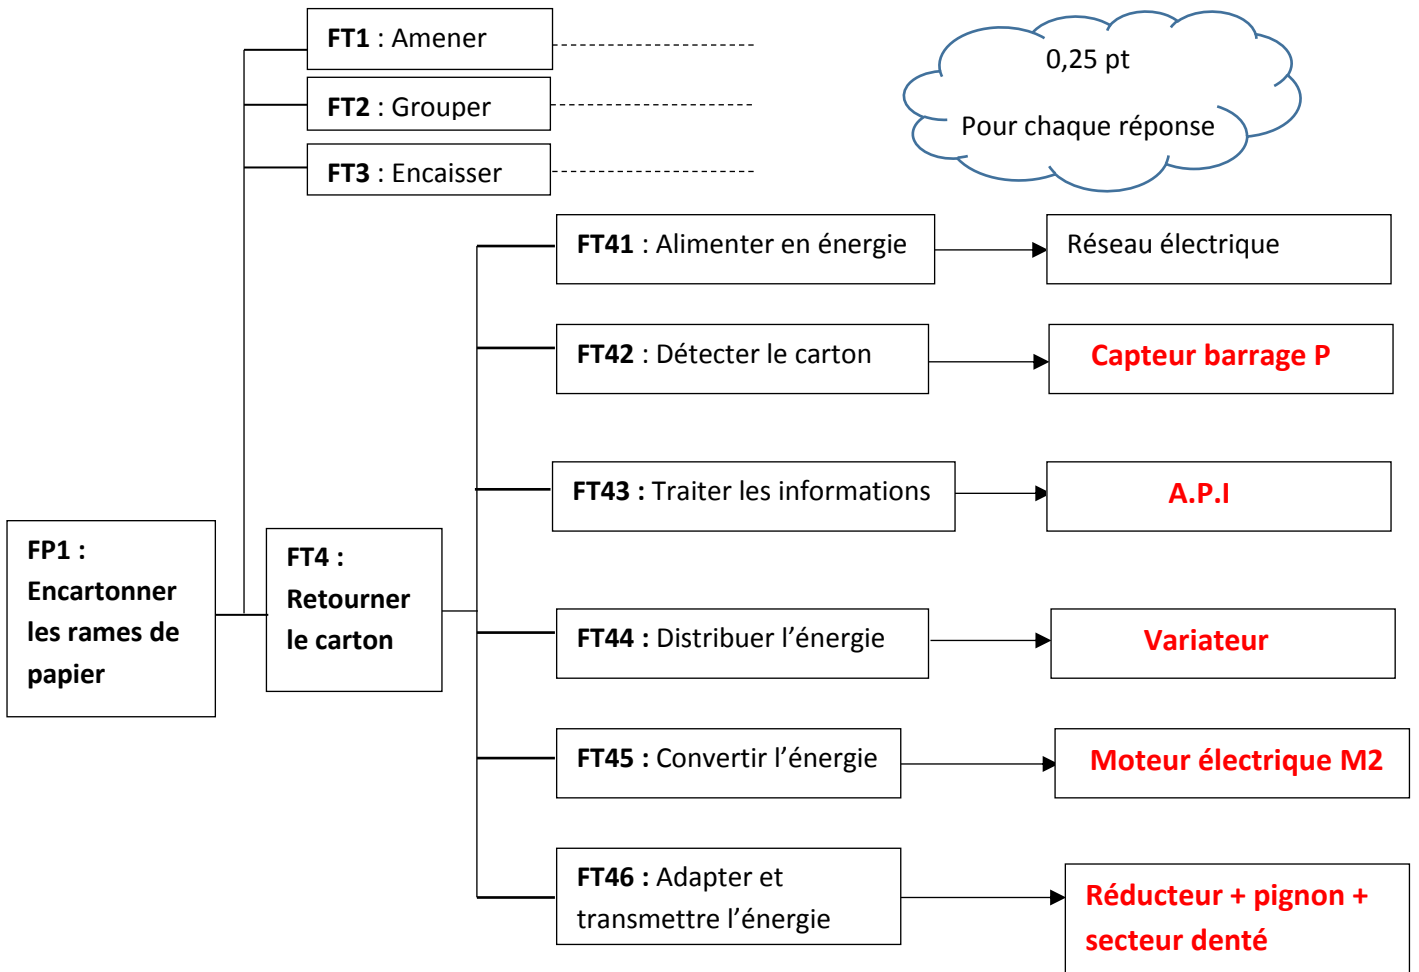 FT1 : Amener
FT2 : Grouper
FT3 : Encaisser
0,25 pt
Pour chaque réponse
FT41 : Alimenter en énergie
Réseau électrique
FT42 : Détecter le carton
Capteur barrage P
FT43 : Traiter les informations
A.P.I
FP1 :
Encartonner
les rames de
papier
FT4 :
Retourner
le carton
FT44 : Distribuer l’énergie
Variateur
FT45 : Convertir l’énergie
Moteur électrique M2
FT46 : Adapter et
transmettre l’énergie
Réducteur + pignon +
secteur denté